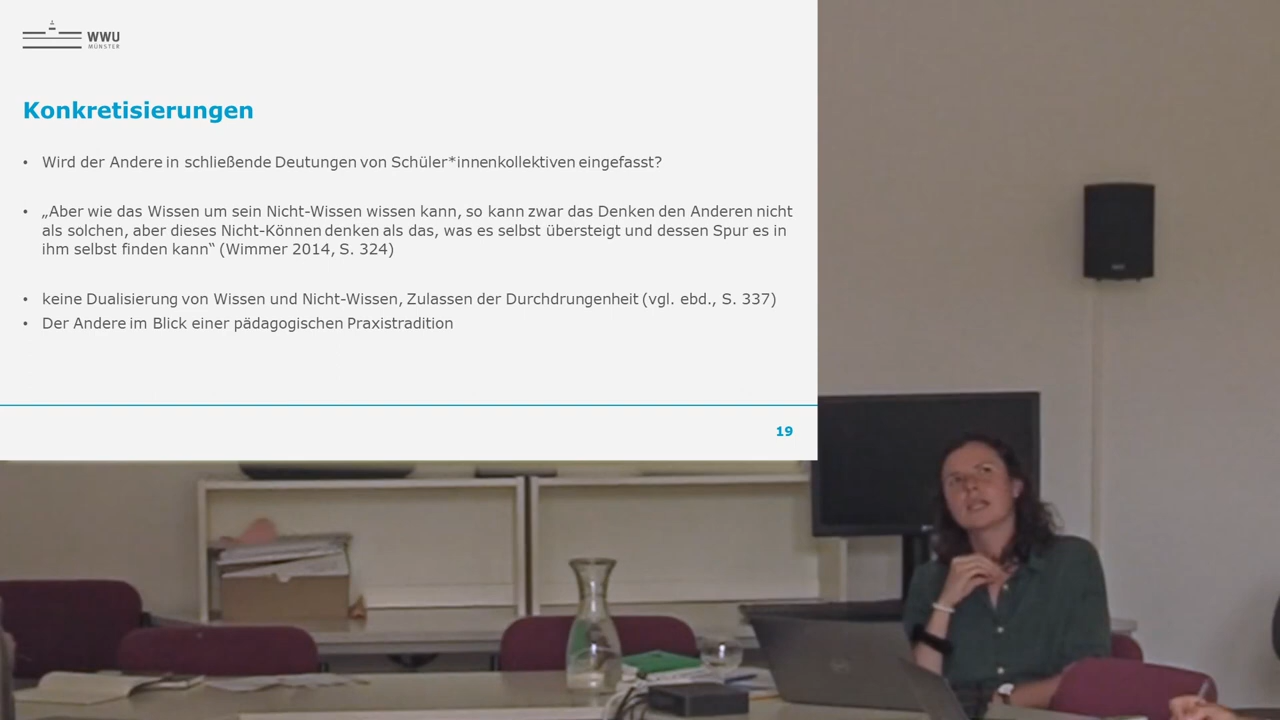 WWU
MÜNSTER
Konkretisierungen
• Wird der Andere in schließende Deutungen von Schüler*innenkollektiven eingefasst?
• „Aber wie das Wissen um sein Nicht-Wissen wissen kann, so kann zwar das Denken den Anderen nicht
als solchen, aber dieses Nicht-Können denken als das, was es selbst übersteigt und dessen Spur es in
ihm selbst finden kann“ (Wimmer 2014, S. 324)
• keine Dualisierung von Wissen und Nicht-Wissen, Zulassen der Durchdrungenheit (vgl. ebd., S. 337)
• Der Andere im Blick einer pädagogischen Praxistradition
19